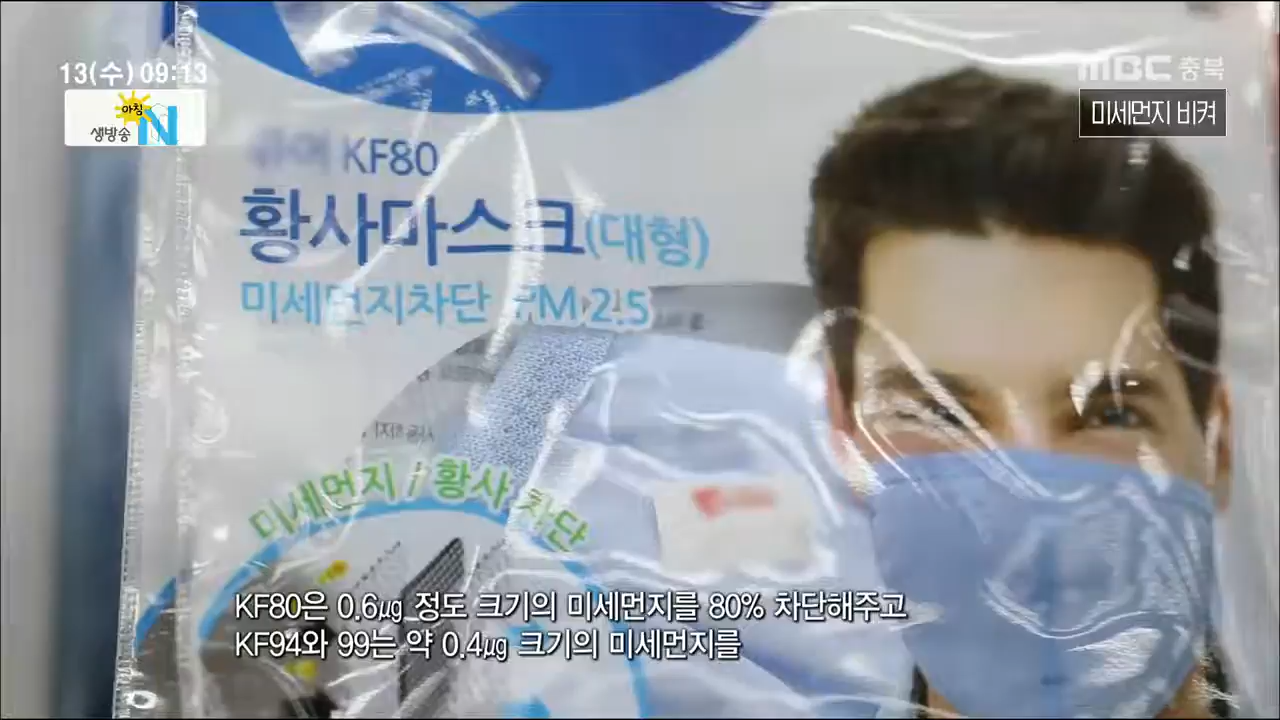 13(수) 09:13
MBC 충북
아침
생방송 N
미세먼지 비켜
KF80
황사마스크(대형)
미세먼지차단 PM 2.5
미세먼지 / 황사 차단
KF80은 0.6㎍ 정도 크기의 미세먼지를 80% 차단해주고
KF94와 99는 약 0.4㎍ 크기의 미세먼지를